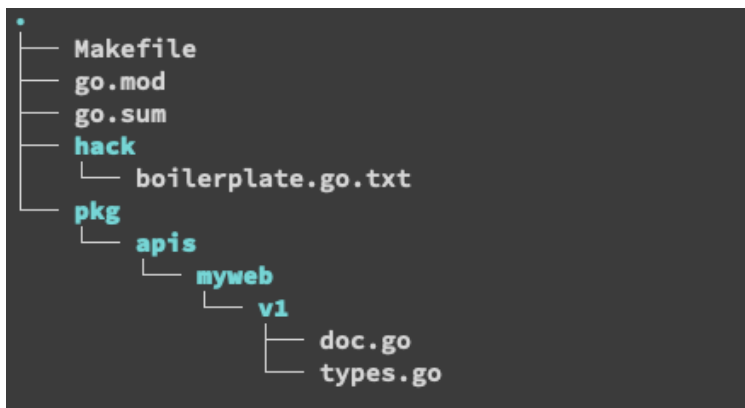 .
Makefile
go.mod
go.sum
hack
boilerplate.go.txt
pkg
apis
myweb
v1
doc.go
types.go